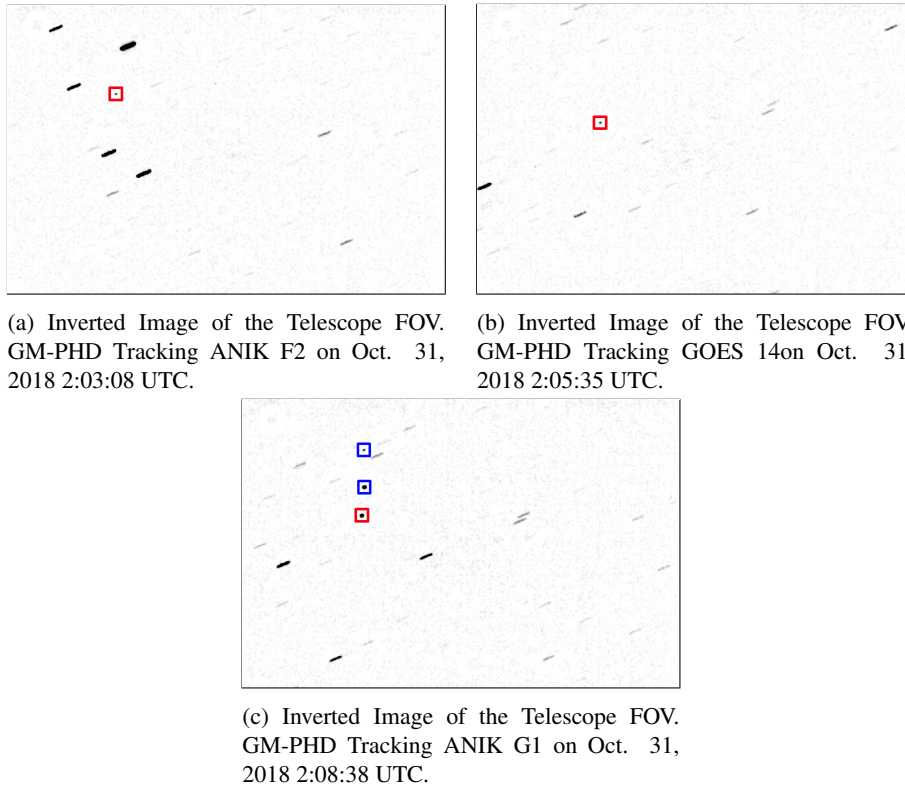 (a) Inverted Image of the Telescope FOV.
GM-PHD Tracking ANIK F2 on Oct. 31,
2018 2:03:08 UTC.
(b) Inverted Image of the Telescope FOV
GM-PHD Tracking GOES 14on Oct. 31
2018 2:05:35 UTC.
(c) Inverted Image of the Telescope FOV.
GM-PHD Tracking ANIK G1 on Oct. 31,
2018 2:08:38 UTC.